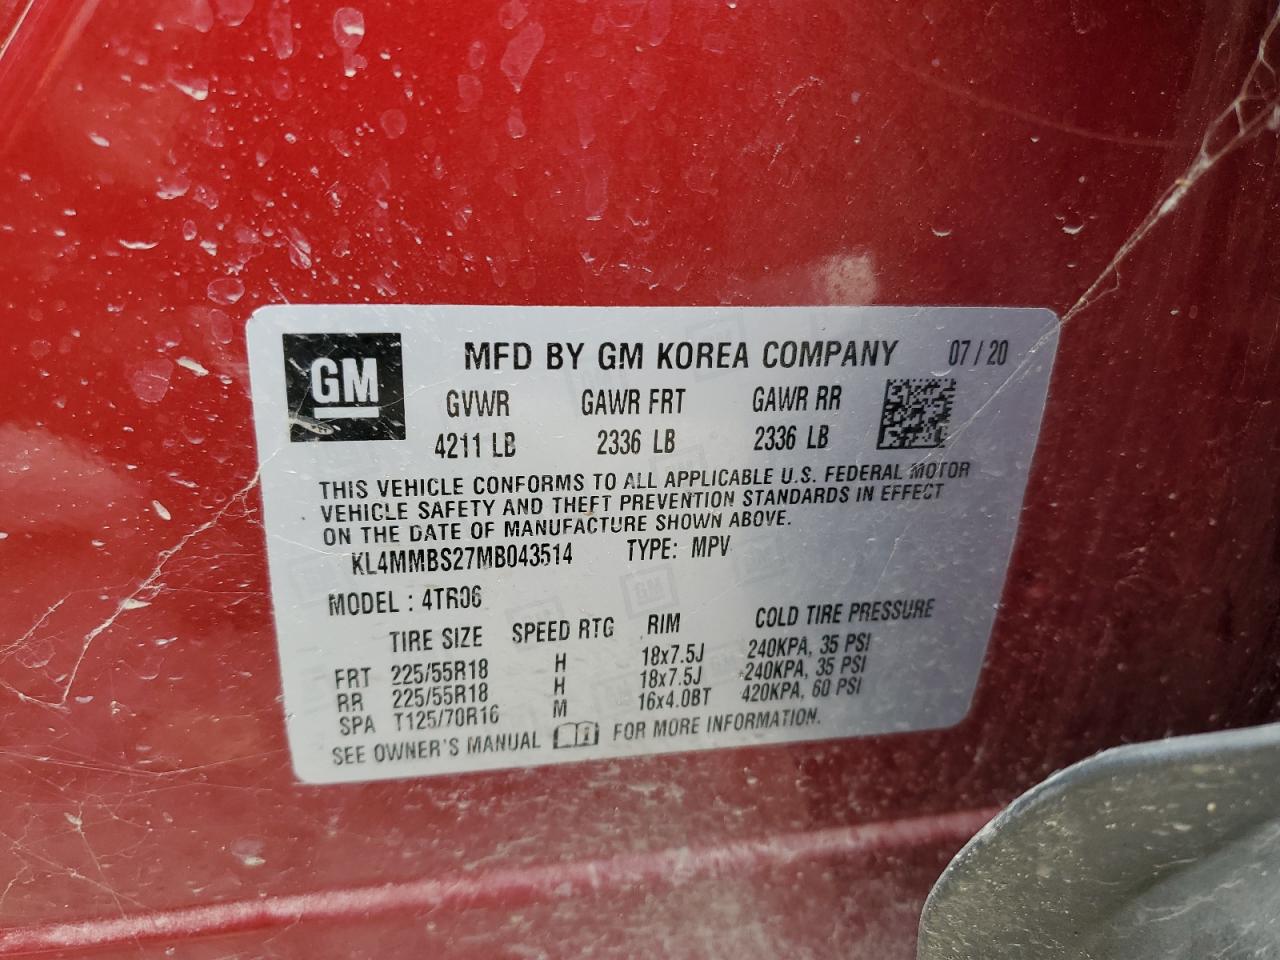 GM
MFD BY GM KOREA COMPANY 07/20
GVWR GAWR FRT GAWR RR
4211 LB 2336 LB 2336 LB
THIS VEHICLE CONFORMS TO ALL APPLICABLE U.S. FEDERAL MOTOR
VEHICLE SAFETY AND THEFT PREVENTION STANDARDS IN EFFECT
ON THE DATE OF MANUFACTURE SHOWN ABOVE.
KL4MMBS27MB043514 TYPE: MPV
MODEL : 4TR06
TIRE SIZE SPEED RTG RIM COLD TIRE PRESSURE
FRT 225/55R18 H 18x7.5J 240KPA, 35 PSI
RR 225/55R18 H 18x7.5J 240KPA, 35 PSI
SPA T125/70R16 M 16x4.0BT 420KPA, 60 PSI
SEE OWNER'S MANUAL FOR MORE INFORMATION.